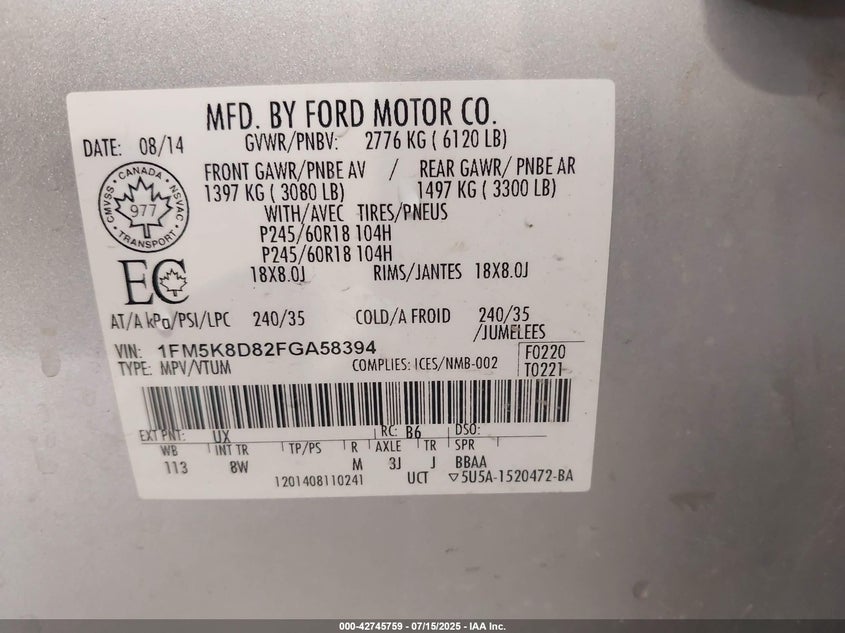 MFD. BY FORD MOTOR CO.
DATE: 08/14 GVWR/PNBV: 2776 KG ( 6120 LB)
FRONT GAWR/PNBE AV / REAR GAWR/ PNBE AR
1397 KG ( 3080 LB) 1497 KG ( 3300 LB)
WITH/AVEC TIRES/PNEUS
P245/60R18 104H
P245/60R18 104H
18X8.0J RIMS/JANTES 18X8.0J
CANADA
CMVSS NSVAC
977
TRANSPORT
EC
AT/A kPa/PSI/LPC 240/35 COLD/A FROID 240/35
/JUMELEES
VIN: 1FM5K8D82FGA58394 F0220
TYPE: MPV/VTUM COMPLIES: ICES/NMB-002 T0221
EXT PNT: UX RC: B6 DSO:
WB INT TR TP/PS R AXLE TR SPR
113 8W M 3J J BBAA
1201408110241 UCT ▽5U5A-1520472-BA
000-42745759 - 07/15/2025 - IAA Inc.